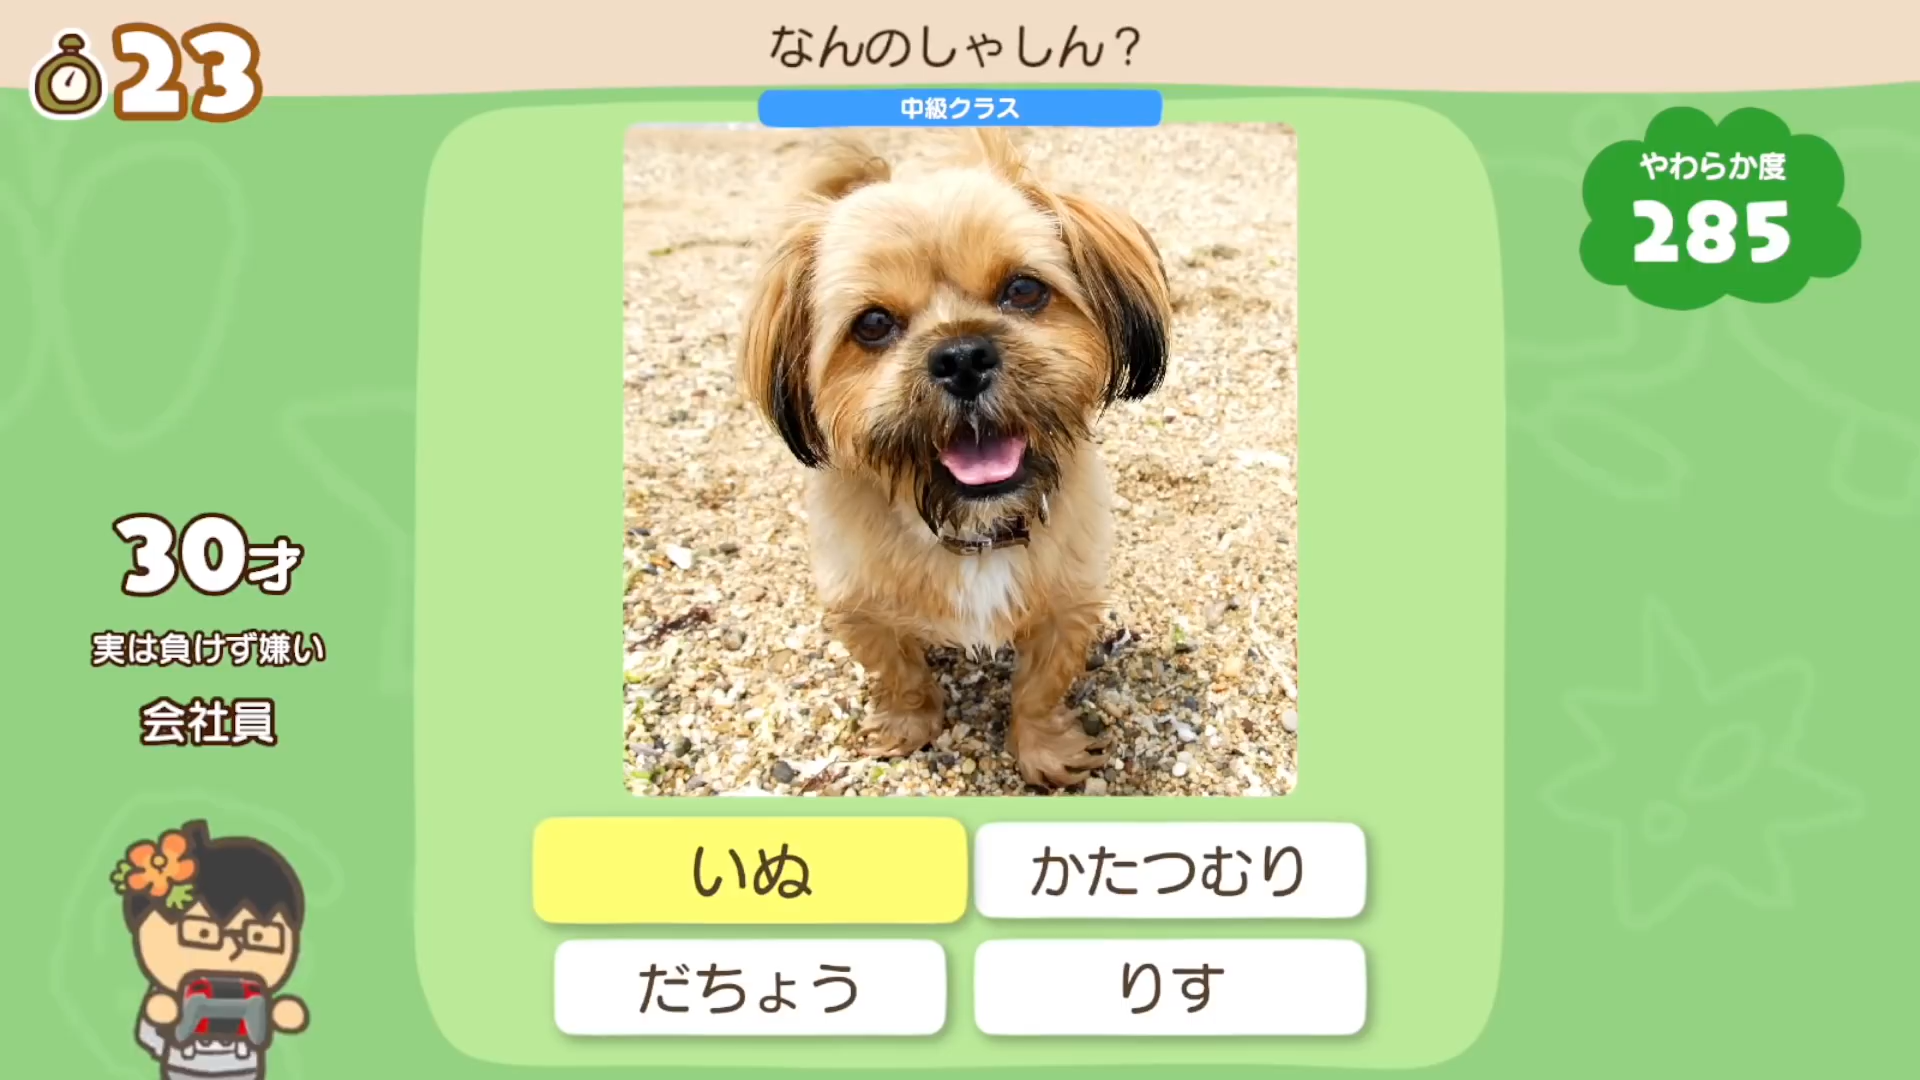 23
なんのしゃしん？
中級クラス
やわらか度
285
30才
実は負けず嫌い
会社員
いぬ
かたつむり
だちょう
りす